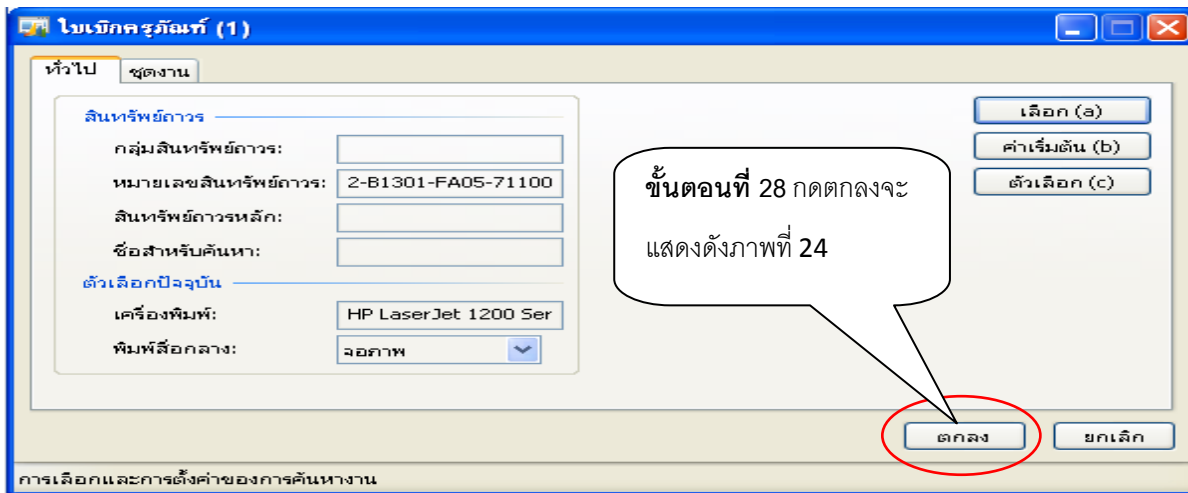 ใบเบิกครุภัณฑ์ (1)
ทั่วไป ชุดงาน
สินทรัพย์ถาวร
กลุ่มสินทรัพย์ถาวร:
หมายเลขสินทรัพย์ถาวร: 2-B1301-FA05-71100
สินทรัพย์ถาวรหลัก:
ชื่อสำหรับค้นหา:
ตัวเลือกปัจจุบัน
เครื่องพิมพ์: HP LaserJet 1200 Ser
พิมพ์สื่อกลาง: จอภาพ
เลือก (a)
ค่าเริ่มต้น (b)
ตัวเลือก (c)
ขั้นตอนที่ 28 กดตกลงจะ
แสดงดังภาพที่ 24
ตกลง ยกเลิก
การเลือกและการตั้งค่าของการค้นหางาน